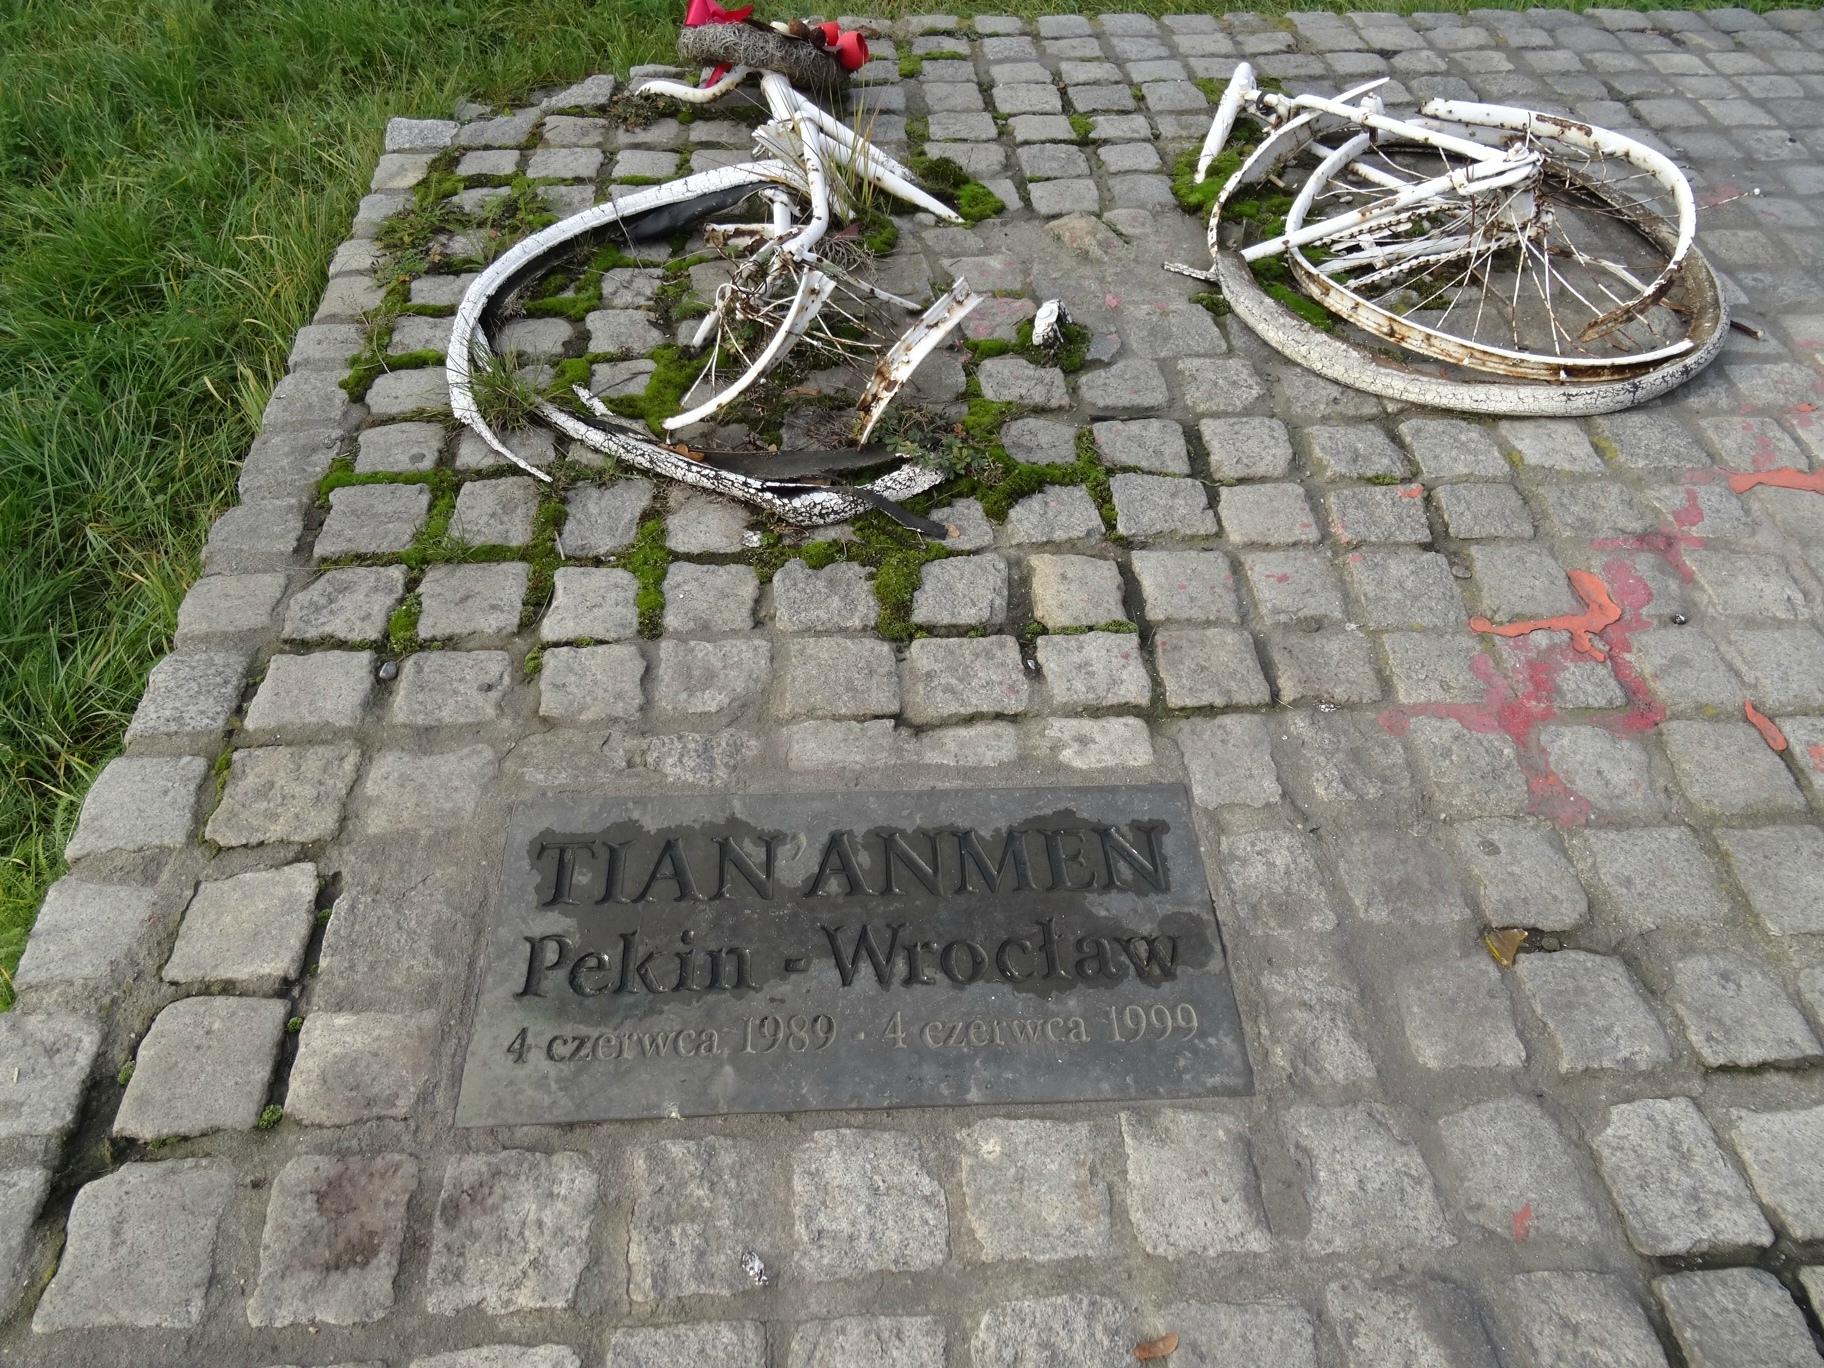 TIAN'ANMEN
Pekin - Wrocław
4 czerwca 1989 - 4 czerwca 1999